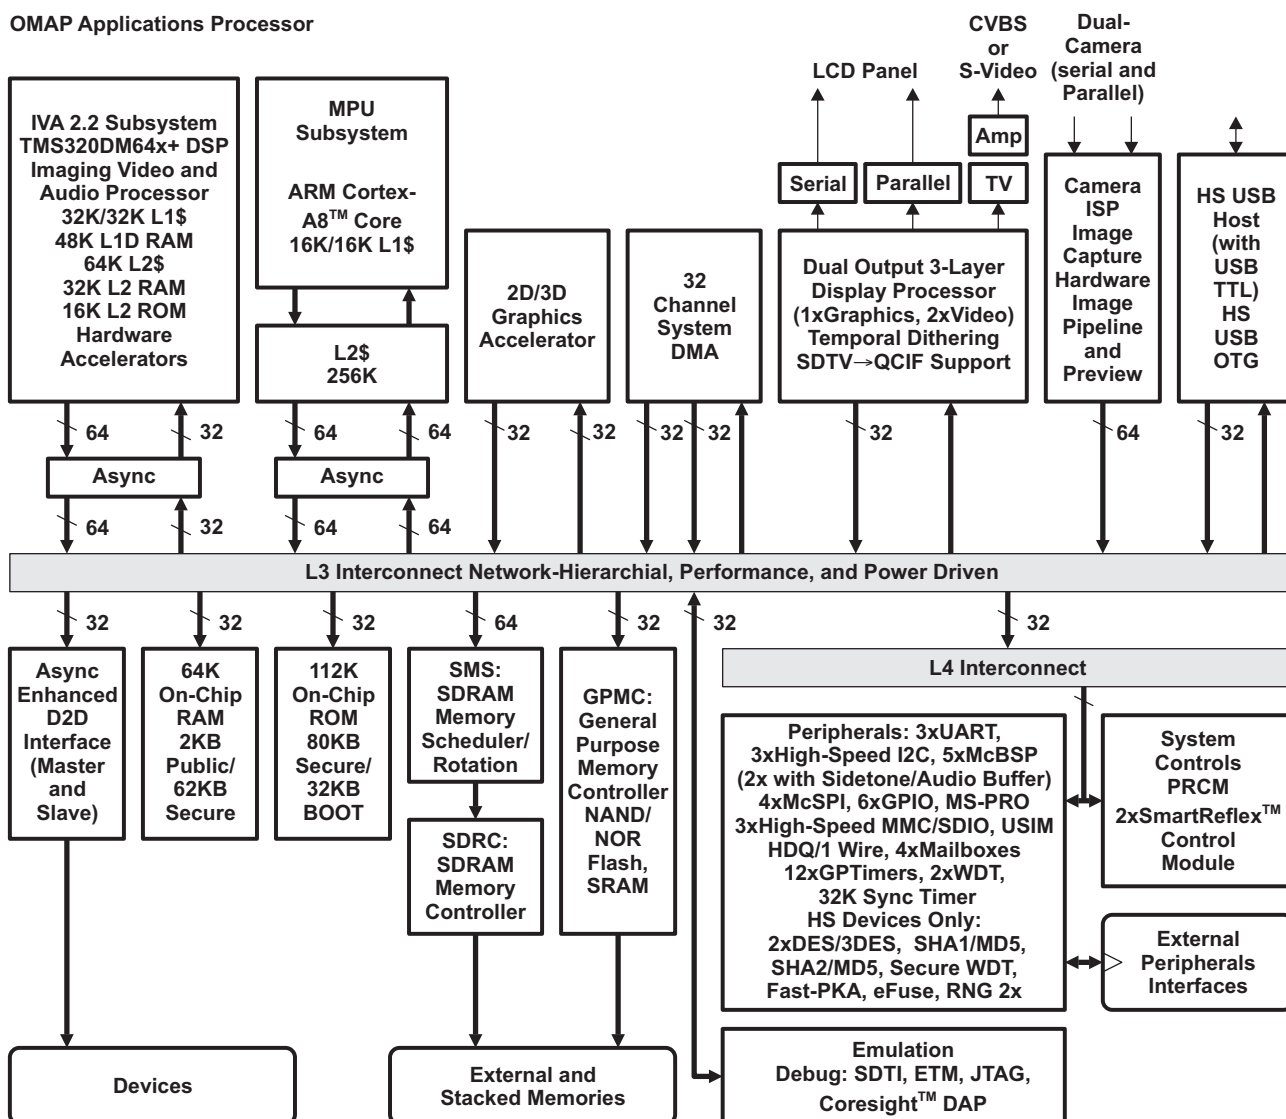 OMAP Applications Processor
CVBS
or
S-Video
Dual-
Camera
(serial and
Parallel)
LCD Panel
Amp
Serial
Parallel
TV
IVA 2.2 Subsystem
TMS320DM64x+ DSP
Imaging Video and
Audio Processor
32K/32K L1$
48K L1D RAM
64K L2$
32K L2 RAM
16K L2 ROM
Hardware
Accelerators
MPU
Subsystem
ARM Cortex-
A8™ Core
16K/16K L1$
L2$
256K
2D/3D
Graphics
Accelerator
32
Channel
System
DMA
Dual Output 3-Layer
Display Processor
(1xGraphics, 2xVideo)
Temporal Dithering
SDTV→QCIF Support
Camera
ISP
Image
Capture
Hardware
Image
Pipeline
and
Preview
HS USB
Host
(with
USB
TTL)
HS
USB
OTG
64
32
64
64
32
32
32
32
32
64
32
Async
Async
64
32
64
64
L3 Interconnect Network-Hierarchial, Performance, and Power Driven
32
32
32
64
32
32
32
Async
Enhanced
D2D
Interface
(Master
and
Slave)
64K
On-Chip
RAM
2KB
Public/
62KB
Secure
112K
On-Chip
ROM
80KB
Secure/
32KB
BOOT
SMS:
SDRAM
Memory
Scheduler/
Rotation
SDRC:
SDRAM
Memory
Controller
GPMC:
General
Purpose
Memory
Controller
NAND/
NOR
Flash,
SRAM
L4 Interconnect
Peripherals: 3xUART,
3xHigh-Speed I2C, 5xMcBSP
(2x with Sidetone/Audio Buffer)
4xMcSPI, 6xGPIO, MS-PRO
3xHigh-Speed MMC/SDIO, USIM
HDQ/1 Wire, 4xMailboxes
12xGPTimers, 2xWDT,
32K Sync Timer
HS Devices Only:
2xDES/3DES, SHA1/MD5,
SHA2/MD5, Secure WDT,
Fast-PKA, eFuse, RNG 2x
System
Controls
PRCM
2xSmartReflex™
Control
Module
External
Peripherals
Interfaces
Devices
External and
Stacked Memories
Emulation
Debug: SDTI, ETM, JTAG,
Coresight™ DAP